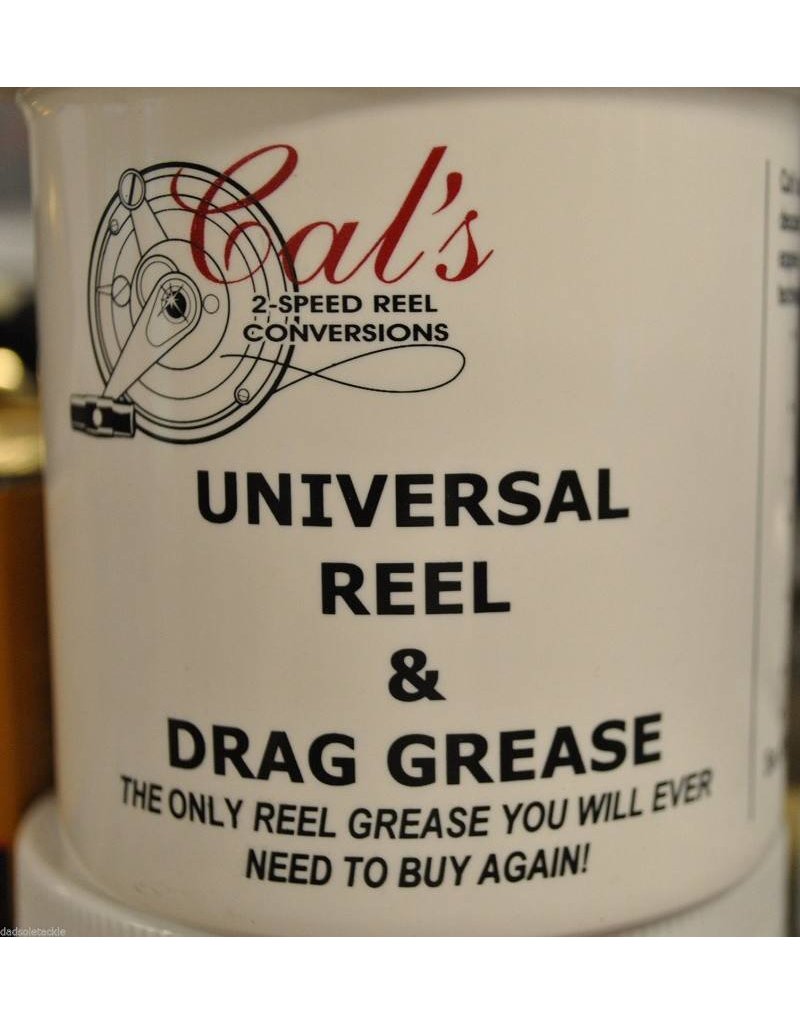 Cal's
2-SPEED REEL
CONVERSIONS
UNIVERSAL
REEL
&
DRAG GREASE
THE ONLY REEL GREASE YOU WILL EVER
NEED TO BUY AGAIN!
dadsoletackle